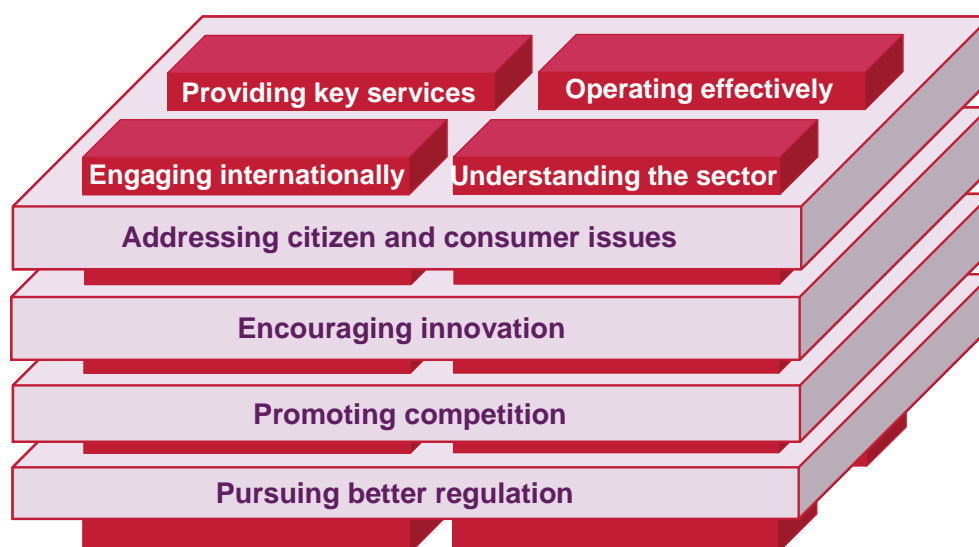 Providing key services
Operating effectively
Engaging internationally
Understanding the sector
Addressing citizen and consumer issues
Encouraging innovation
Promoting competition
Pursuing better regulation